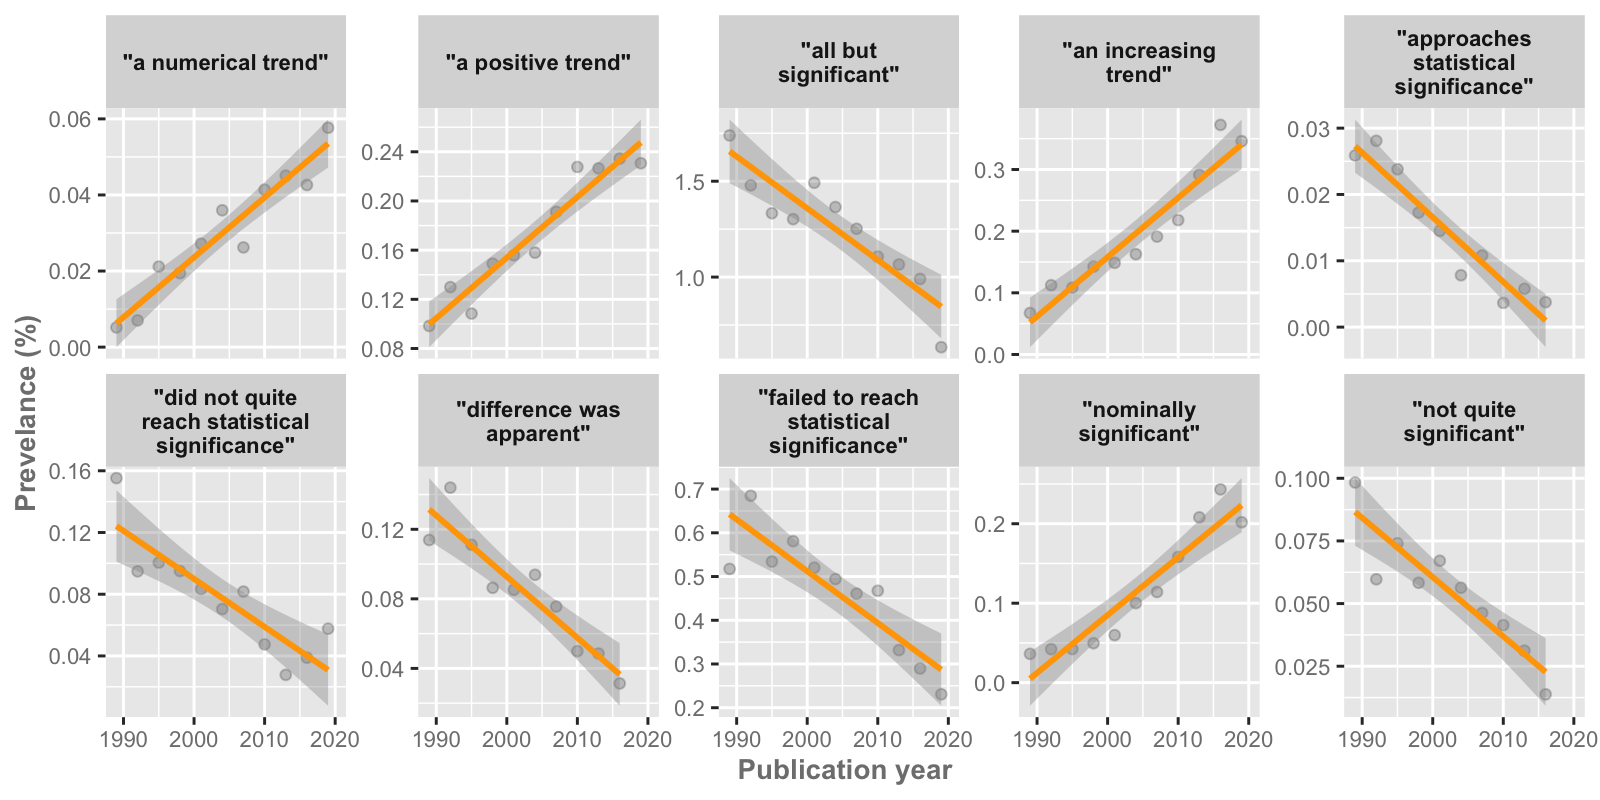 "a numerical trend"
"a positive trend"
"all but
significant"
"an increasing
trend"
"approaches
statistical
significance"
0.06
0.04
0.02
0.00
0.24
0.20
0.16
0.12
0.08
1.5
1.0
0.3
0.2
0.1
0.0
0.03
0.02
0.01
0.00
Prevelance (%)
"did not quite
reach statistical
significance"
"difference was
apparent"
"failed to reach
statistical
significance"
"nominally
significant"
"not quite
significant"
0.16
0.12
0.08
0.04
0.12
0.08
0.04
0.7
0.6
0.5
0.4
0.3
0.2
0.2
0.1
0.0
0.100
0.075
0.050
0.025
1990 2000 2010 2020
1990 2000 2010 2020
1990 2000 2010 2020
1990 2000 2010 2020
1990 2000 2010 2020
Publication year